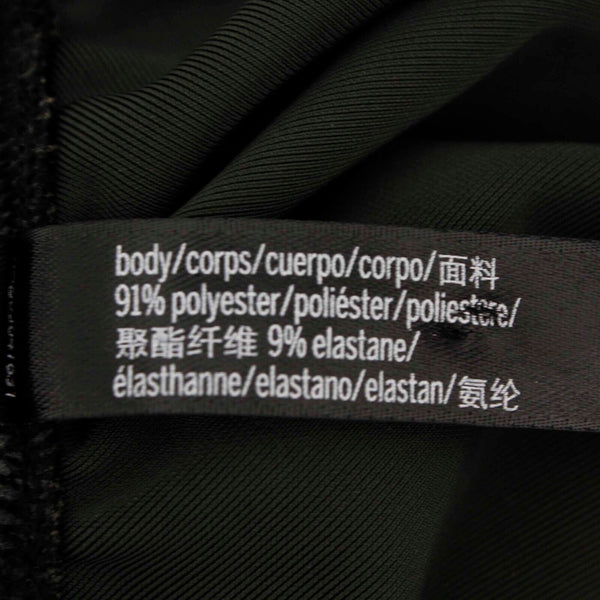 body/corps/cuerpo/corpo/面料
91% polyester/poliéster/poliestere/
聚酯纤维 9% elastane/
élasthanne/elastano/elastan/氨纶